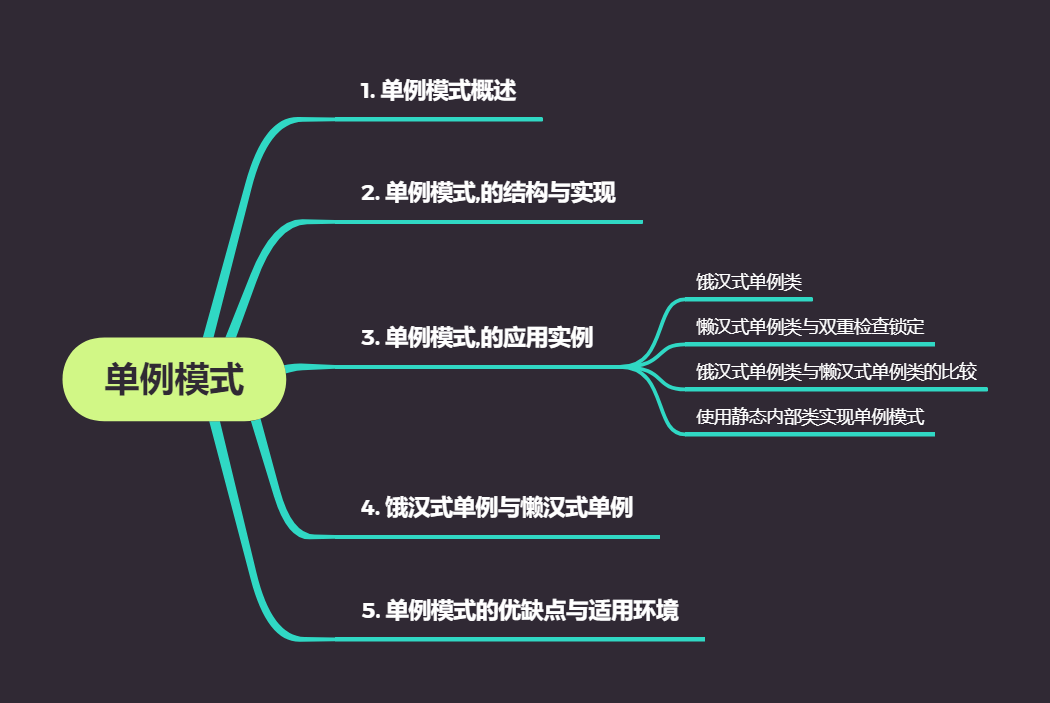 单例模式
1. 单例模式概述
2. 单例模式,的结构与实现
3. 单例模式,的应用实例
饿汉式单例类
懒汉式单例类与双重检查锁定
饿汉式单例类与懒汉式单例类的比较
使用静态内部类实现单例模式
4. 饿汉式单例与懒汉式单例
5. 单例模式的优缺点与适用环境